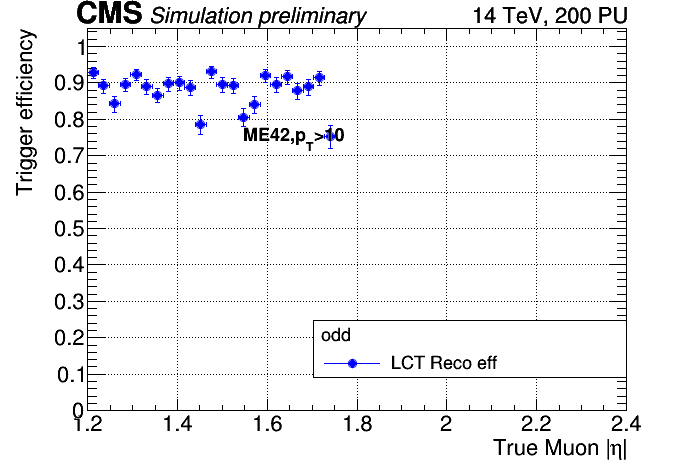 CMS Simulation preliminary 14 TeV, 200 PU
Trigger efficiency
1
0.9
0.8
0.7
0.6
0.5
0.4
0.3
0.2
0.1
0
ME42,pT>10
odd
LCT Reco eff
1.2 1.4 1.6 1.8 2 2.2 2.4
True Muon |η|